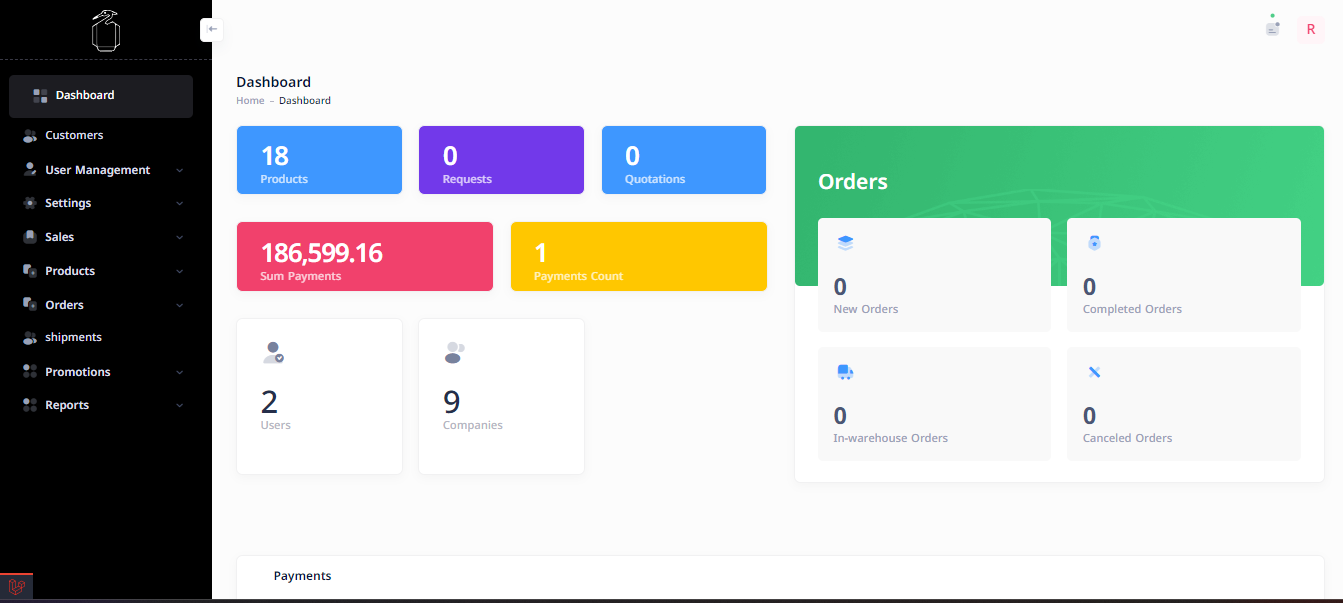 R
Dashboard
Customers
User Management
Settings
Sales
Products
Orders
shipments
Promotions
Reports
Dashboard
Home – Dashboard
18
Products
0
Requests
0
Quotations
186,599.16
Sum Payments
1
Payments Count
2
Users
9
Companies
Orders
0
New Orders
0
Completed Orders
0
In-warehouse Orders
0
Canceled Orders
Payments